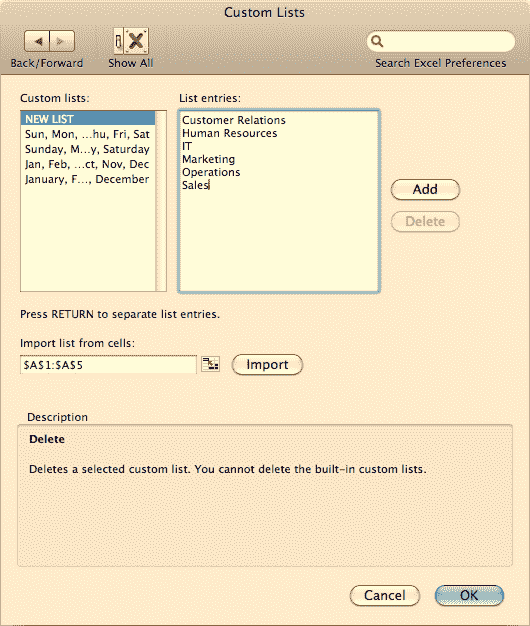 Custom Lists
Back/Forward
Show All
Search Excel Preferences
Custom lists:
List entries:
NEW LIST
Sun, Mon, ...hu, Fri, Sat
Sunday, M...y, Saturday
Jan, Feb, ...ct, Nov, Dec
January, F..., December
Customer Relations
Human Resources
IT
Marketing
Operations
Sales
Add
Delete
Press RETURN to separate list entries.
Import list from cells:
$A$1:$A$5
Import
Description
Delete
Deletes a selected custom list. You cannot delete the built-in custom lists.
Cancel
OK